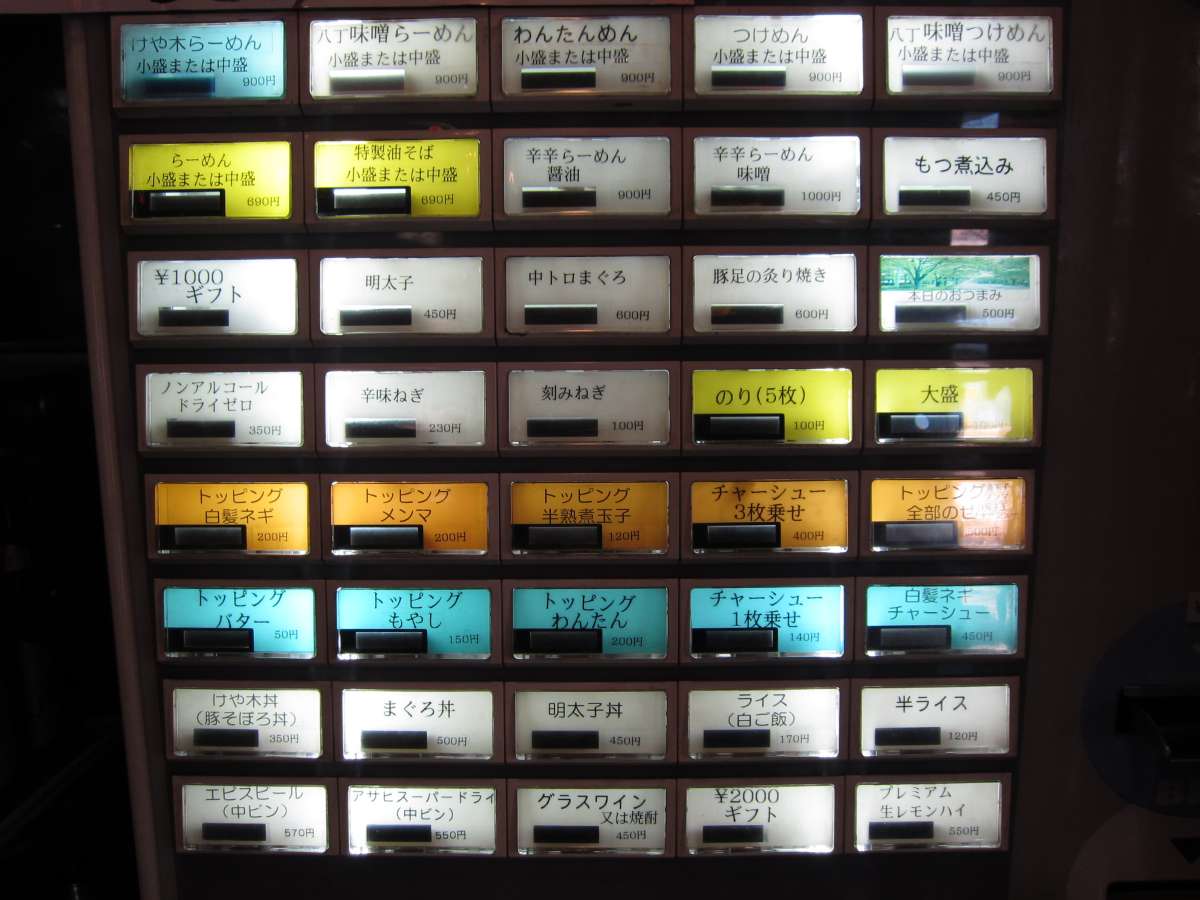 けや木らーめん
小盛または中盛
900円
八丁味噌らーめん
小盛または中盛
900円
わんたんめん
小盛または中盛
900円
つけめん
小盛または中盛
900円
八丁味噌つけめん
小盛または中盛
900円
らーめん
小盛または中盛
690円
特製油そば
小盛または中盛
690円
辛辛らーめん
醤油
900円
辛辛らーめん
味噌
1000円
もつ煮込み
450円
¥1000
ギフト
明太子
450円
中トロまぐろ
600円
豚足の炙り焼き
600円
本日のおつまみ
500円
ノンアルコール
ドライゼロ
350円
辛味ねぎ
230円
刻みねぎ
100円
のり(5枚)
100円
大盛
100円
トッピング
白髪ネギ
200円
トッピング
メンマ
200円
トッピング
半熟煮玉子
120円
チャーシュー
3枚乗せ
400円
トッピング
全部のせ
トッピング
バター
50円
トッピング
もやし
150円
トッピング
わんたん
200円
チャーシュー
1枚乗せ
140円
白髪ネギ
チャーシュー
450円
けや木丼
(豚そぼろ丼)
350円
まぐろ丼
500円
明太子丼
450円
ライス
(白ご飯)
170円
半ライス
120円
エビスビール
(中ビン)
570円
アサヒスーパードライ
(中ビン)
550円
グラスワイン
又は焼酎
450円
¥2000
ギフト
プレミアム
生レモンハイ
550円